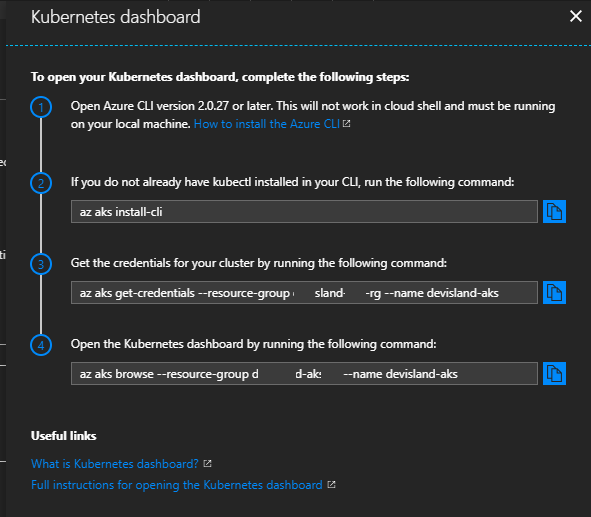 Kubernetes dashboard
To open your Kubernetes dashboard, complete the following steps:
1
Open Azure CLI version 2.0.27 or later. This will not work in cloud shell and must be running
on your local machine. How to install the Azure CLI
2
If you do not already have kubectl installed in your CLI, run the following command:
az aks install-cli
3
Get the credentials for your cluster by running the following command:
az aks get-credentials --resource-group sland- -rg --name devisland-aks
4
Open the Kubernetes dashboard by running the following command:
az aks browse --resource-group d d-aks --name devisland-aks
Useful links
What is Kubernetes dashboard?
Full instructions for opening the Kubernetes dashboard